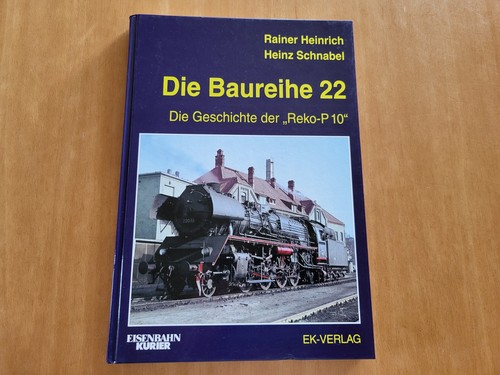 Rainer Heinrich
Heinz Schnabel
Die Baureihe 22
Die Geschichte der „Reko-P 10“
EISENBAHN
KURIER
EK-VERLAG